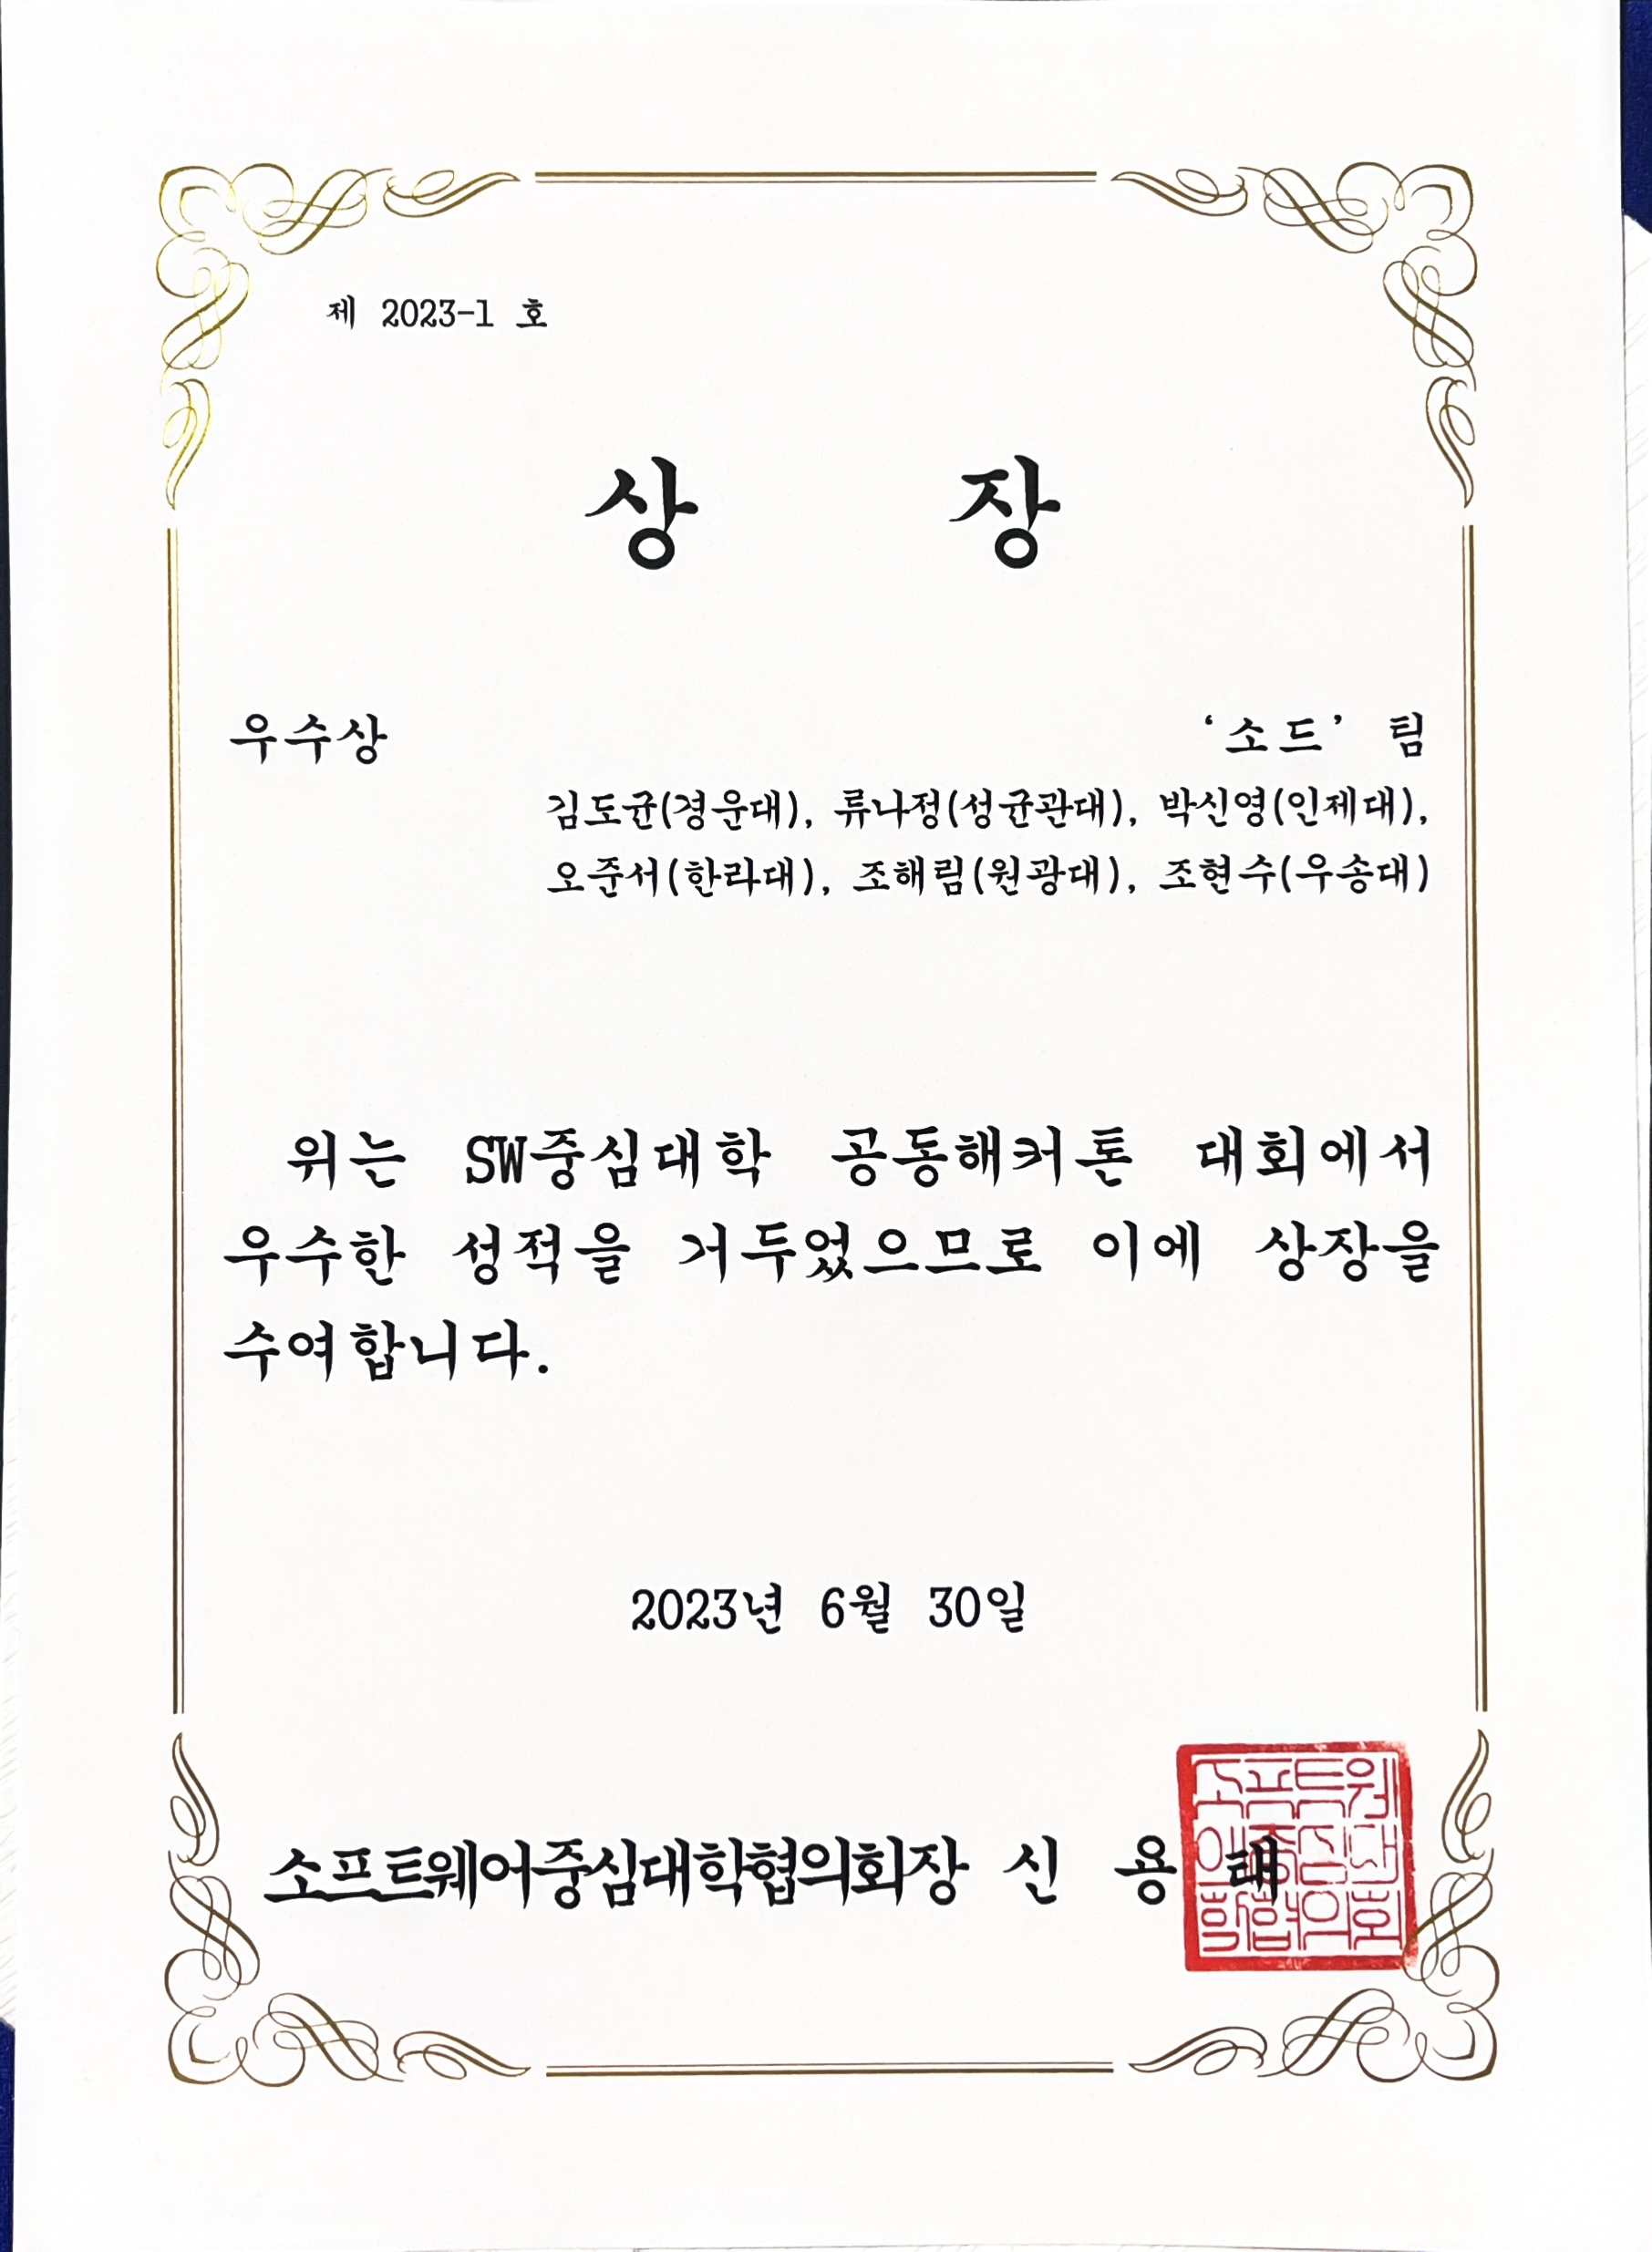 제 2023-1 호
상 장
우수상 ‘소드’ 팀
김도균(경운대), 류나정(성균관대), 박신영(인제대),
오준서(한라대), 조해림(원광대), 조현수(우송대)
위는 SW중심대학 공동해커톤 대회에서
우수한 성적을 거두었으므로 이에 상장을
수여합니다.
2023년 6월 30일
소프트웨어중심대학협의회장 신 용 태
소프트웨
어중심대
학협의회